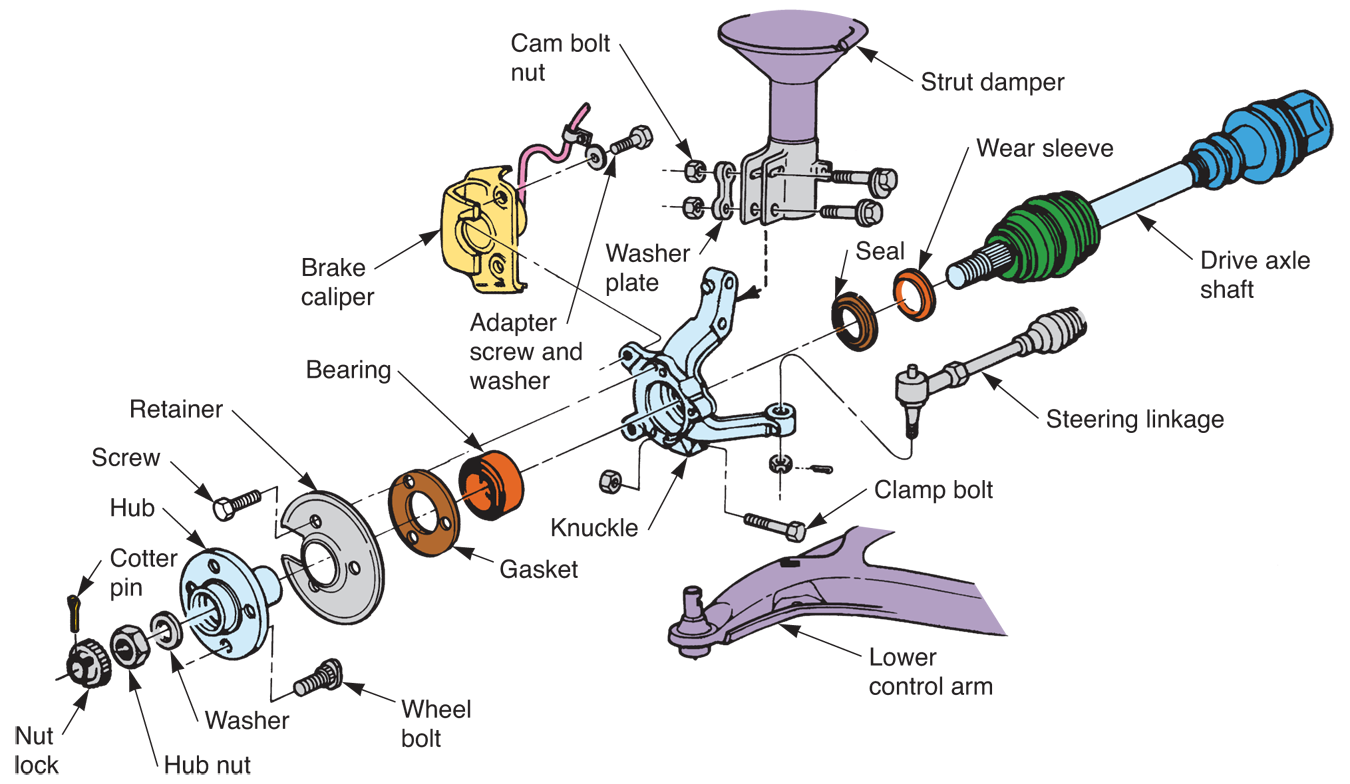 Cam bolt
nut
Strut damper
Wear sleeve
Brake
caliper
Washer
plate
Seal
Drive axle
shaft
Adapter
screw and
washer
Bearing
Retainer
Steering linkage
Screw
Clamp bolt
Hub
Knuckle
Gasket
Cotter
pin
Lower
control arm
Wheel
bolt
Washer
Nut
lock
Hub nut